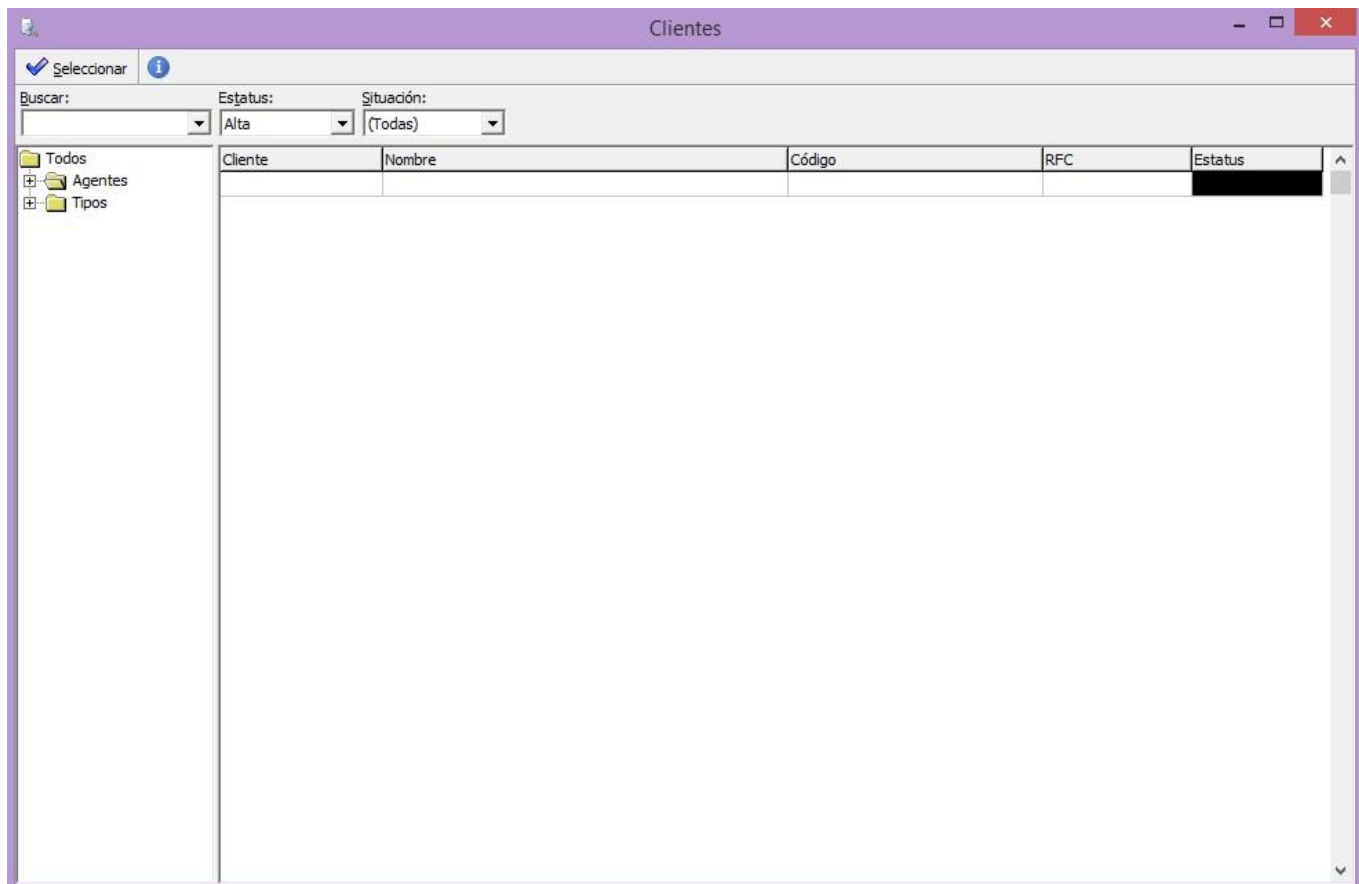 Clientes
Seleccionar
Buscar: Estatus: Situación:
Alta (Todas)
Todos
Agentes
Tipos
Cliente Nombre Código RFC Estatus